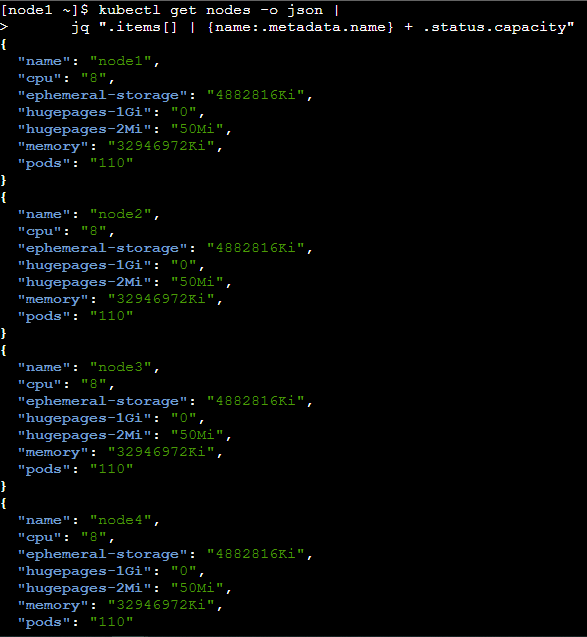 [node1 ~]$ kubectl get nodes -o json |
>       jq ".items[] | {name:.metadata.name} + .status.capacity"
{
  "name": "node1",
  "cpu": "8",
  "ephemeral-storage": "4882816Ki",
  "hugepages-1Gi": "0",
  "hugepages-2Mi": "50Mi",
  "memory": "32946972Ki",
  "pods": "110"
}
{
  "name": "node2",
  "cpu": "8",
  "ephemeral-storage": "4882816Ki",
  "hugepages-1Gi": "0",
  "hugepages-2Mi": "50Mi",
  "memory": "32946972Ki",
  "pods": "110"
}
{
  "name": "node3",
  "cpu": "8",
  "ephemeral-storage": "4882816Ki",
  "hugepages-1Gi": "0",
  "hugepages-2Mi": "50Mi",
  "memory": "32946972Ki",
  "pods": "110"
}
{
  "name": "node4",
  "cpu": "8",
  "ephemeral-storage": "4882816Ki",
  "hugepages-1Gi": "0",
  "hugepages-2Mi": "50Mi",
  "memory": "32946972Ki",
  "pods": "110"